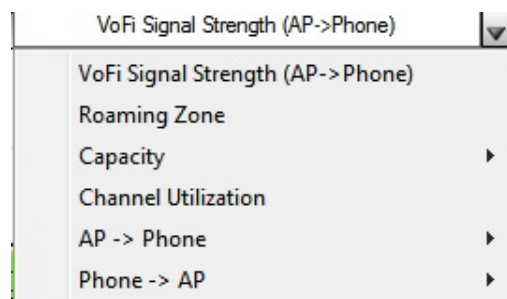 VoFi Signal Strength (AP->Phone)
VoFi Signal Strength (AP->Phone)
Roaming Zone
Capacity
Channel Utilization
AP -> Phone
Phone -> AP